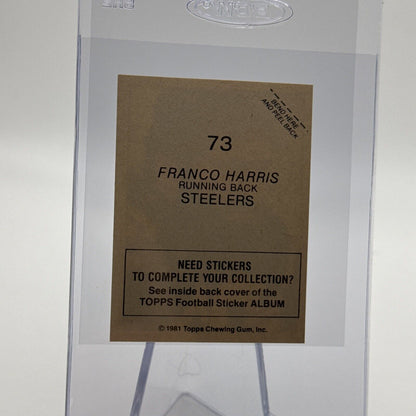 BEND HERE
AND PEEL BACK
73
FRANCO HARRIS
RUNNING BACK
STEELERS
NEED STICKERS
TO COMPLETE YOUR COLLECTION?
See inside back cover of the
TOPPS Football Sticker ALBUM
© 1981 Topps Chewing Gum, Inc.